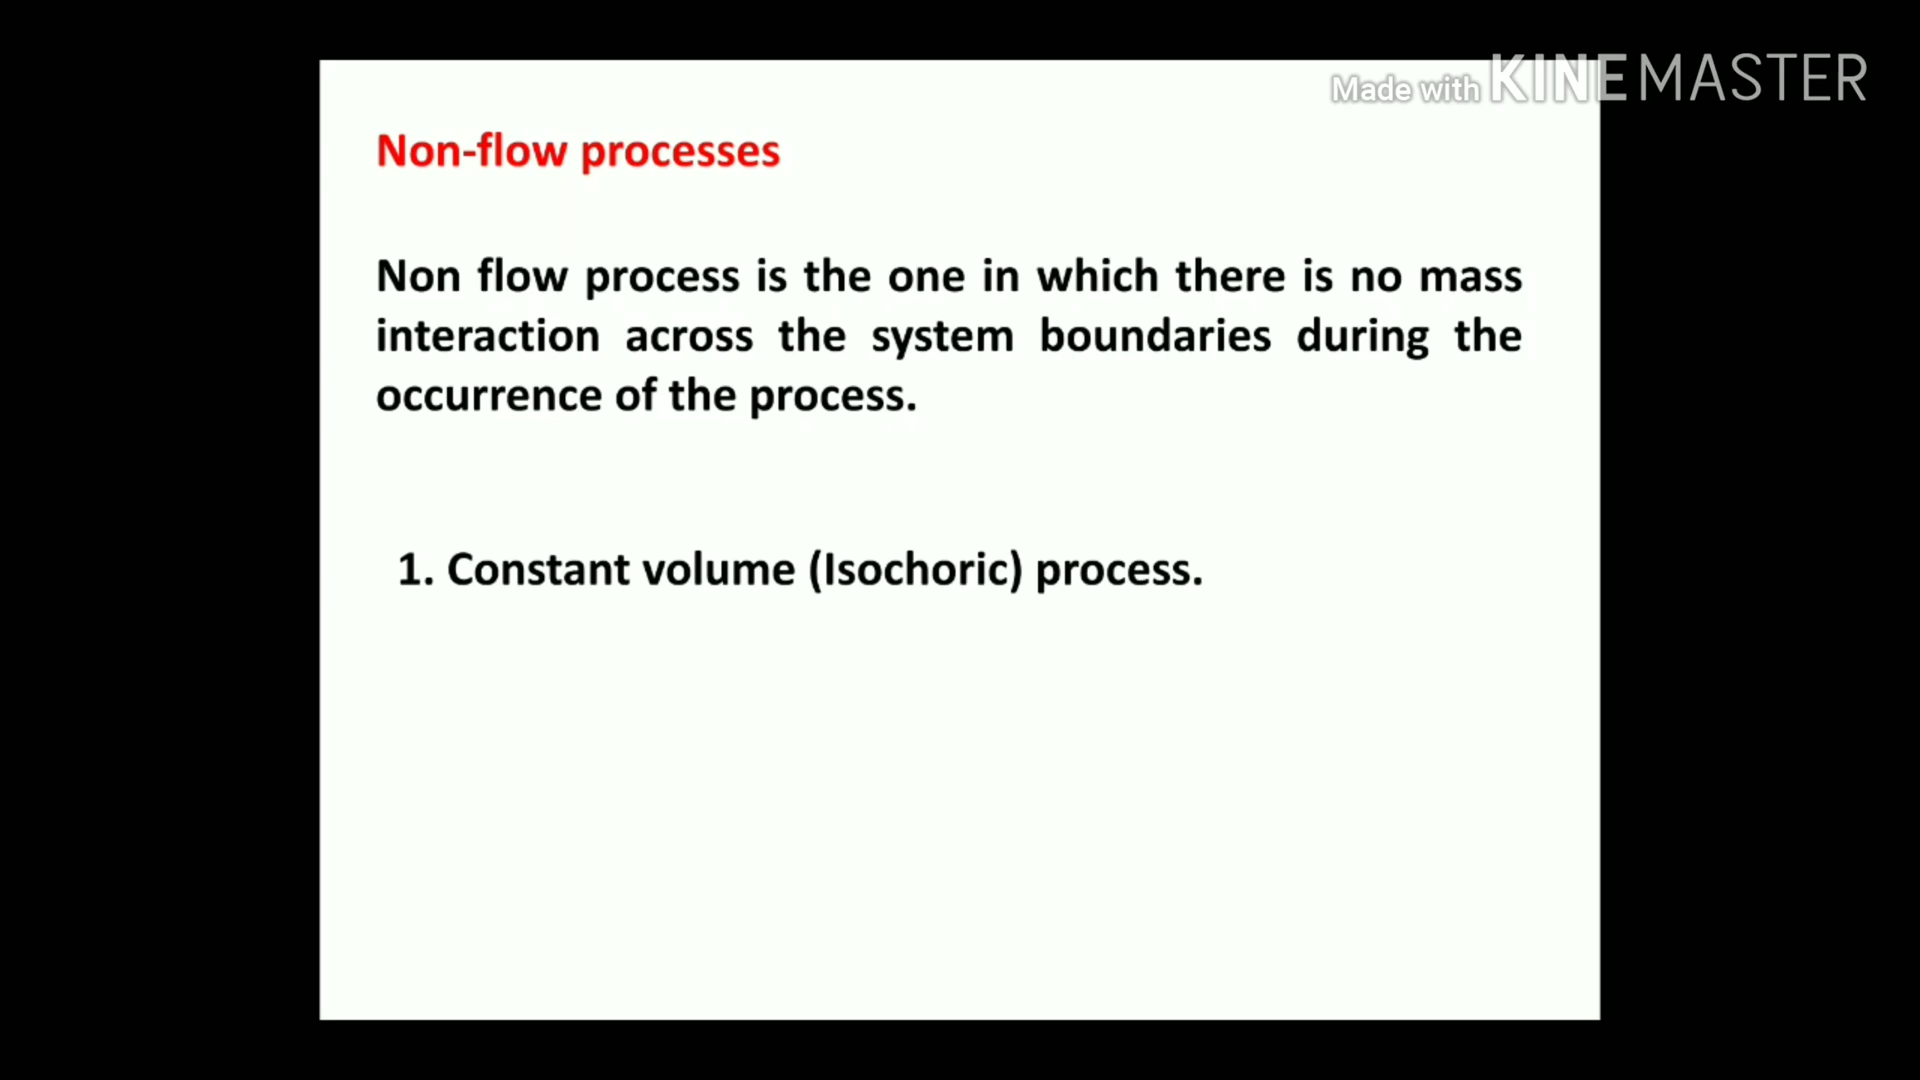 Made with KINEMASTER
Non-flow processes
Non flow process is the one in which there is no mass
interaction across the system boundaries during the
occurrence of the process.
1. Constant volume (Isochoric) process.